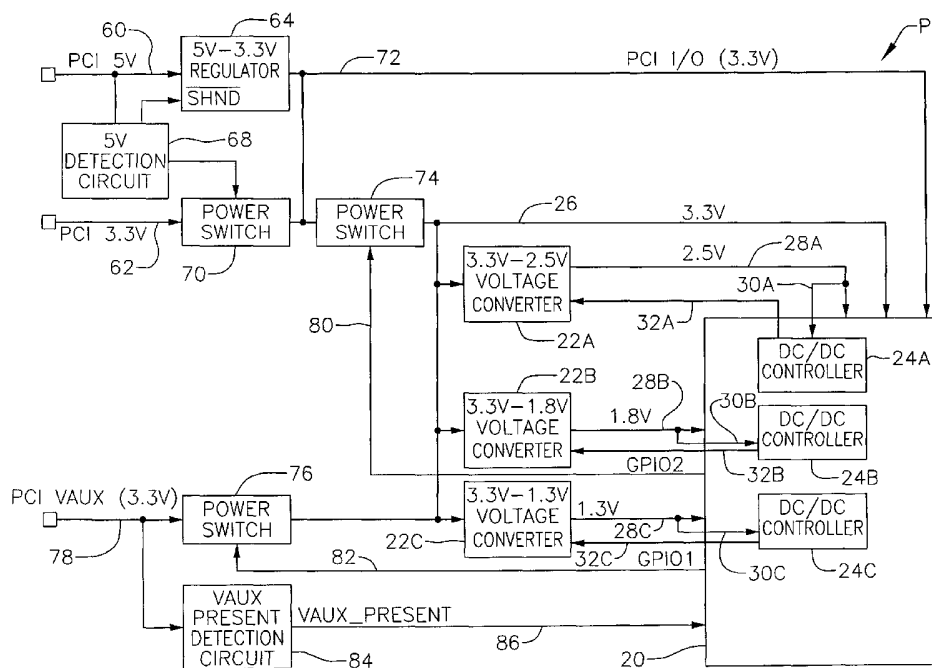 60
64
P
PCI 5V
5V-3.3V
REGULATOR
SHND
72
PCI I/O (3.3V)
5V
DETECTION
CIRCUIT
68
74
PCI 3.3V
62
POWER
SWITCH
70
POWER
SWITCH
26
3.3V
28A
2.5V
30A
3.3V-2.5V
VOLTAGE
CONVERTER
32A
22A
80
DC/DC
CONTROLLER
24A
22B
28B
30B
3.3V-1.8V
VOLTAGE
CONVERTER
1.8V
DC/DC
CONTROLLER
32B
24B
GPIO2
76
PCI VAUX (3.3V)
78
POWER
SWITCH
3.3V-1.3V
VOLTAGE
CONVERTER
22C
1.3V
28C
32C
GPIO1
DC/DC
CONTROLLER
30C
24C
82
VAUX
PRESENT
DETECTION
CIRCUIT
84
VAUX_PRESENT
86
20